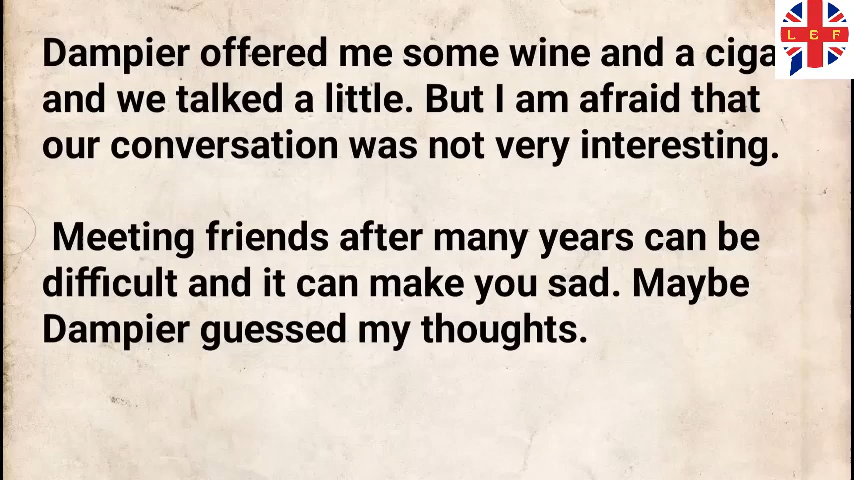 Dampier offered me some wine and a ciga
and we talked a little. But I am afraid that
our conversation was not very interesting.
Meeting friends after many years can be
difficult and it can make you sad. Maybe
Dampier guessed my thoughts.
L E F